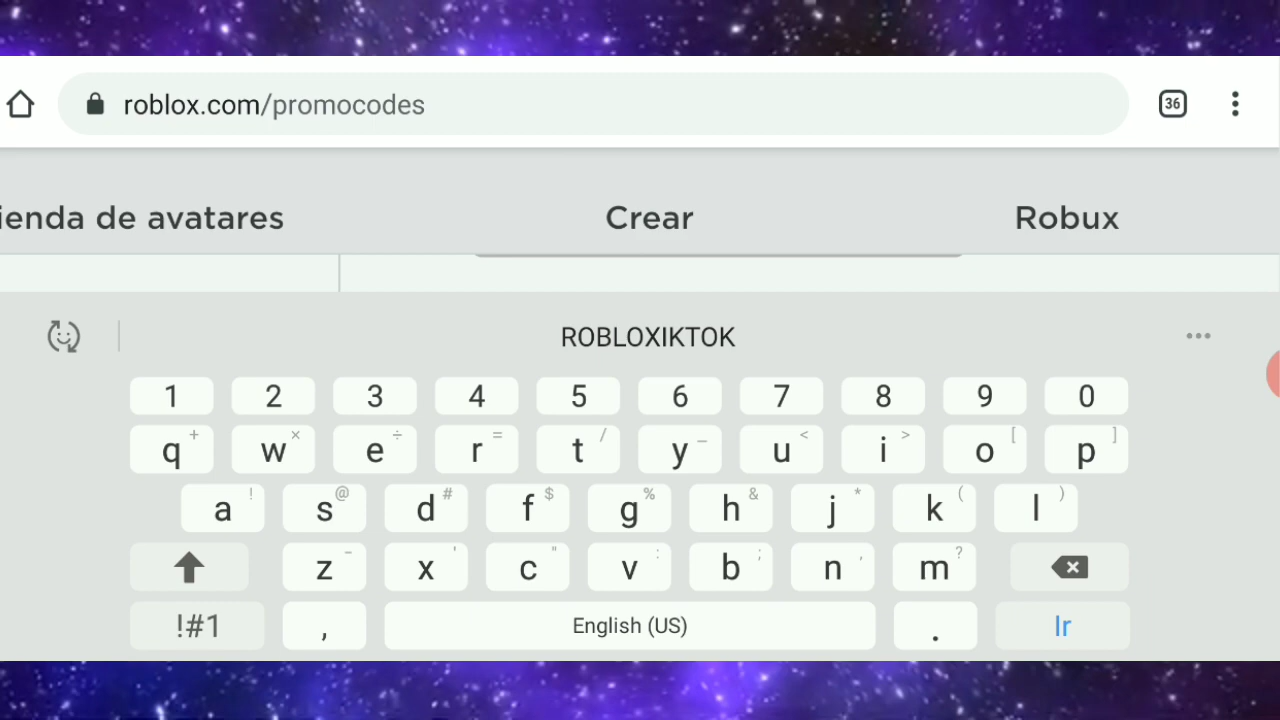 roblox.com/promocodes
36
ienda de avatares Crear Robux
ROBLOXIKTOK
1 2 3 4 5 6 7 8 9 0
q + w × e ÷ r = t / y _ u < i > o [ p ]
a ! s @ d # f $ g % h & j * k ( l )
z - x ' c " v : b ; n , m ?
!#1 , English (US) . Ir